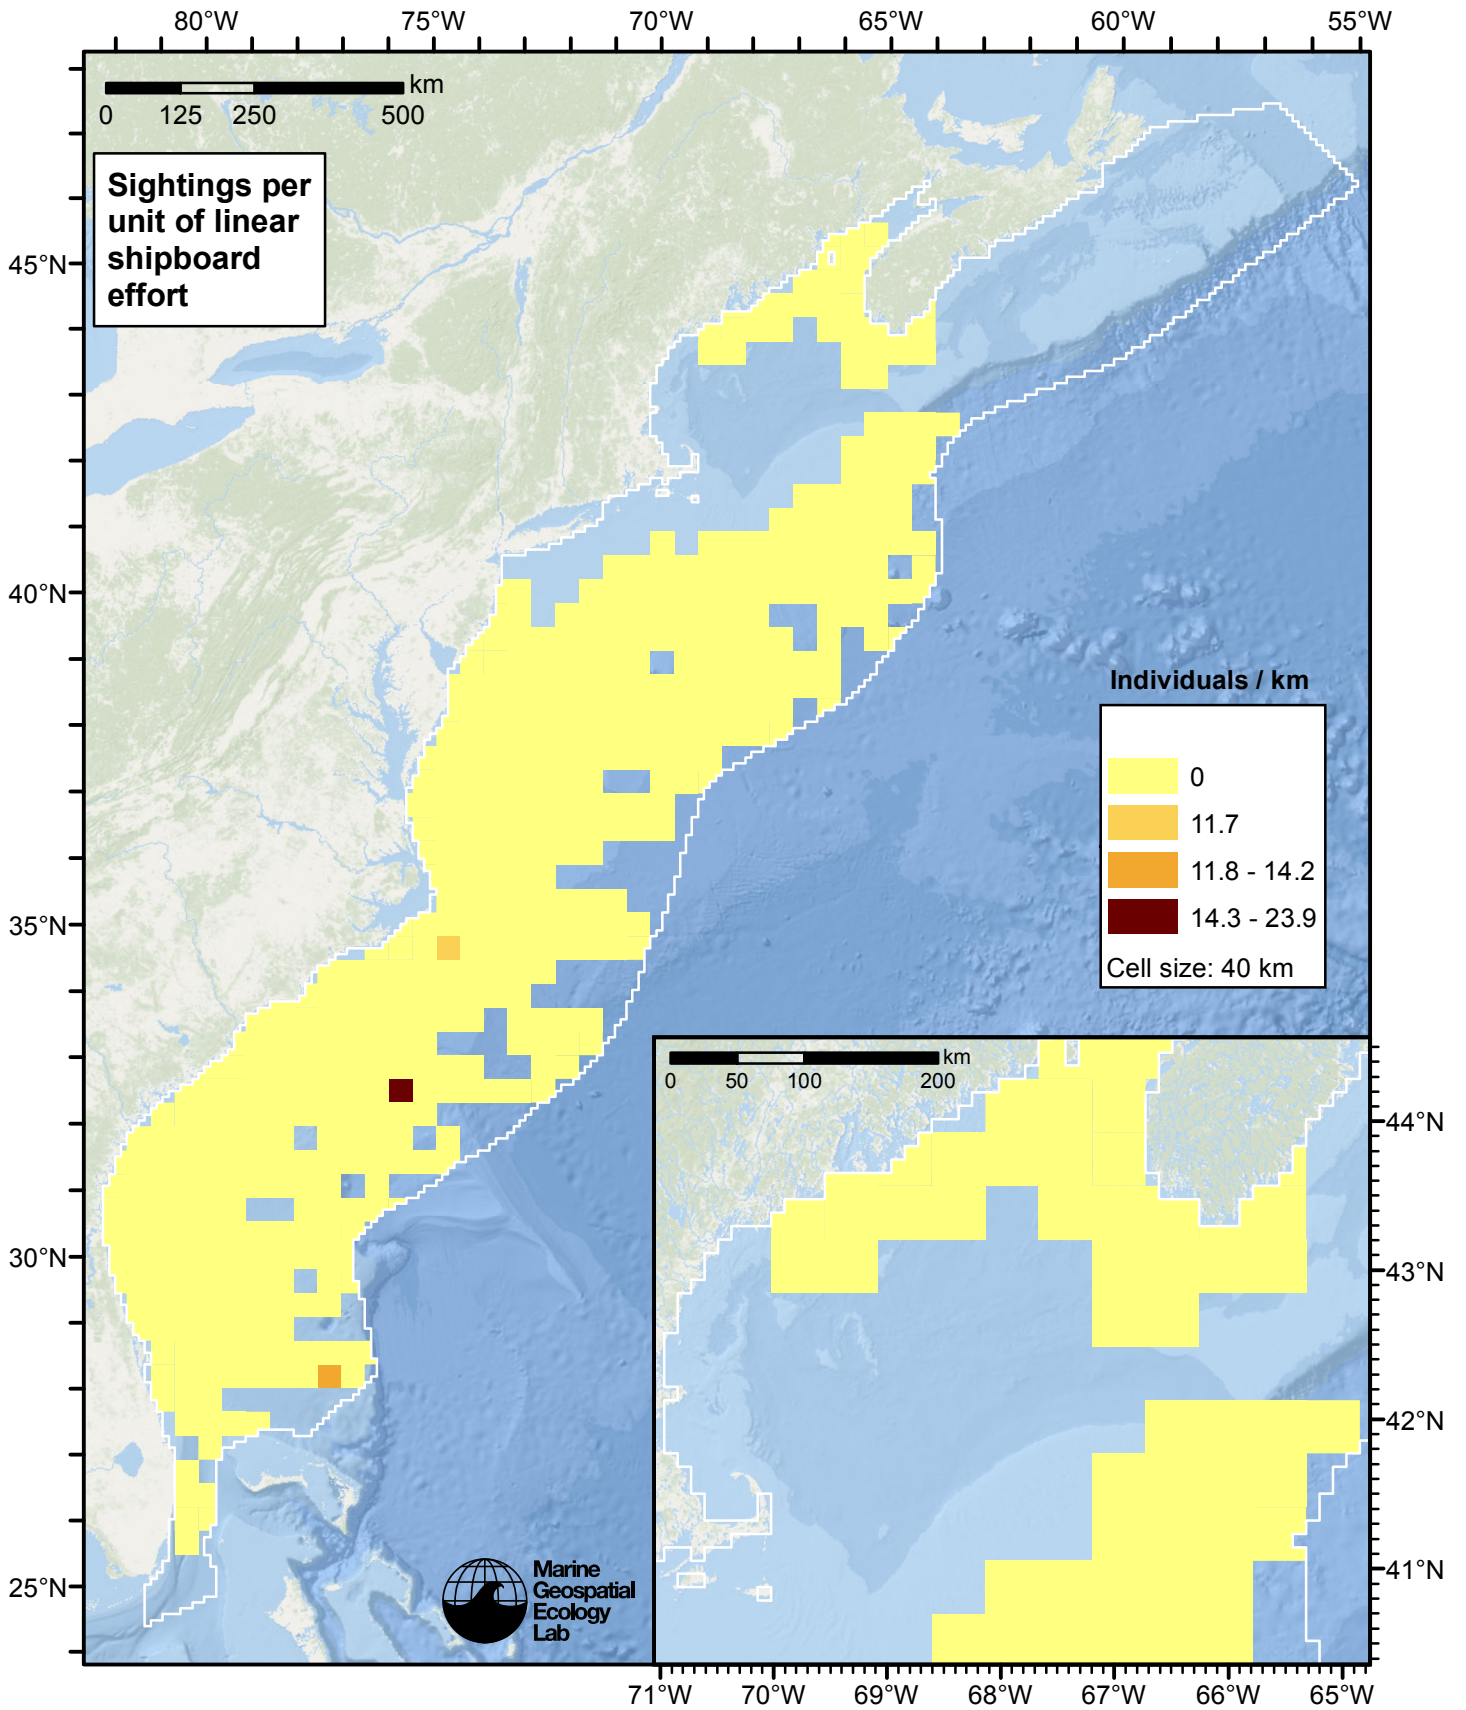 80°W 75°W 70°W 65°W 60°W 55°W
km
0 125 250 500
Sightings per
unit of linear
shipboard
effort
45°N
40°N
35°N
30°N
25°N
Individuals / km
0
11.7
11.8 - 14.2
14.3 - 23.9
Cell size: 40 km
km
0 50 100 200
44°N
43°N
42°N
41°N
Marine
Geospatial
Ecology
Lab
71°W 70°W 69°W 68°W 67°W 66°W 65°W